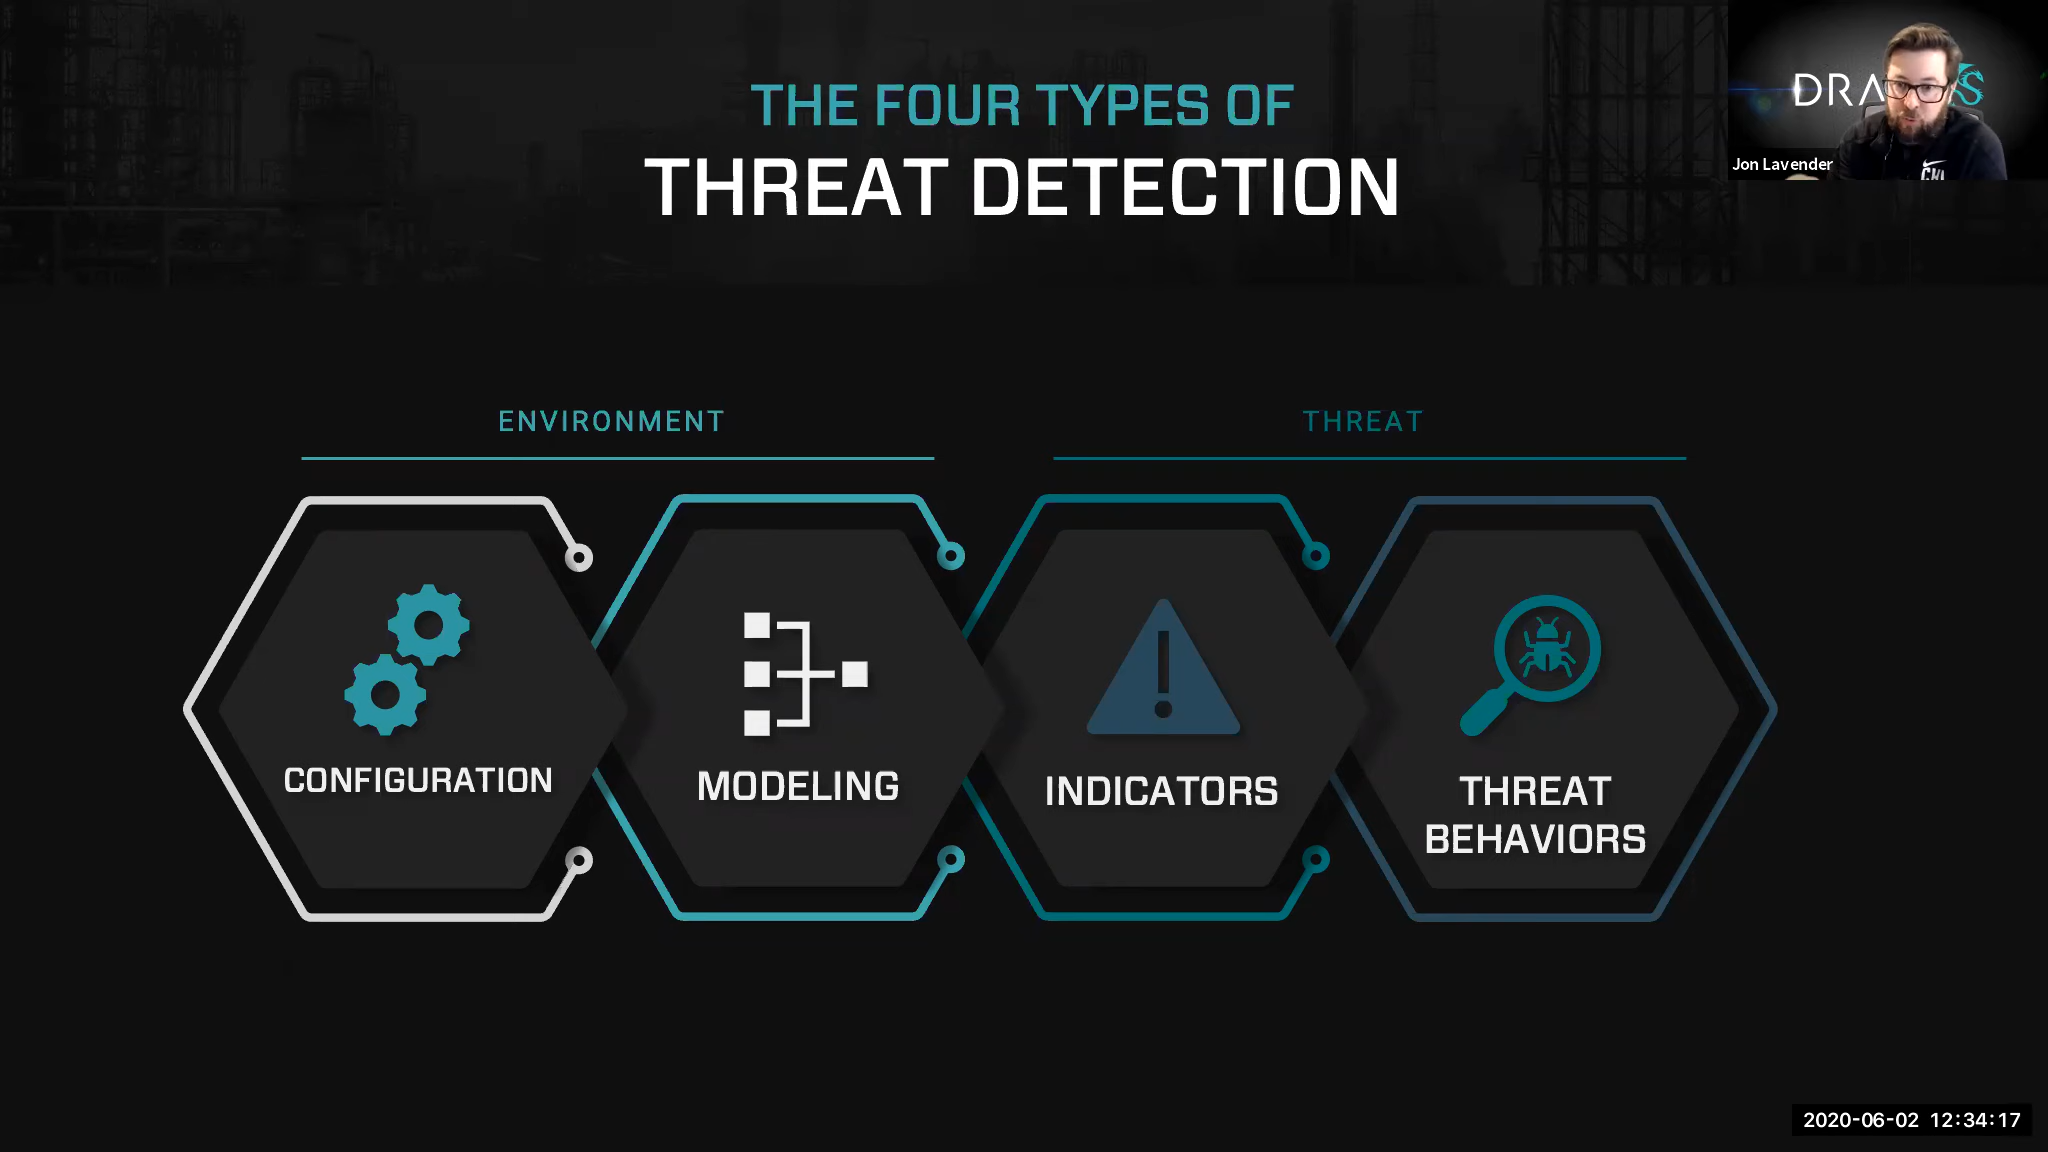 THE FOUR TYPES OF
THREAT DETECTION
DRA
Jon Lavender
ENVIRONMENT
THREAT
CONFIGURATION
MODELING
INDICATORS
THREAT
BEHAVIORS
2020-06-02 12:34:17